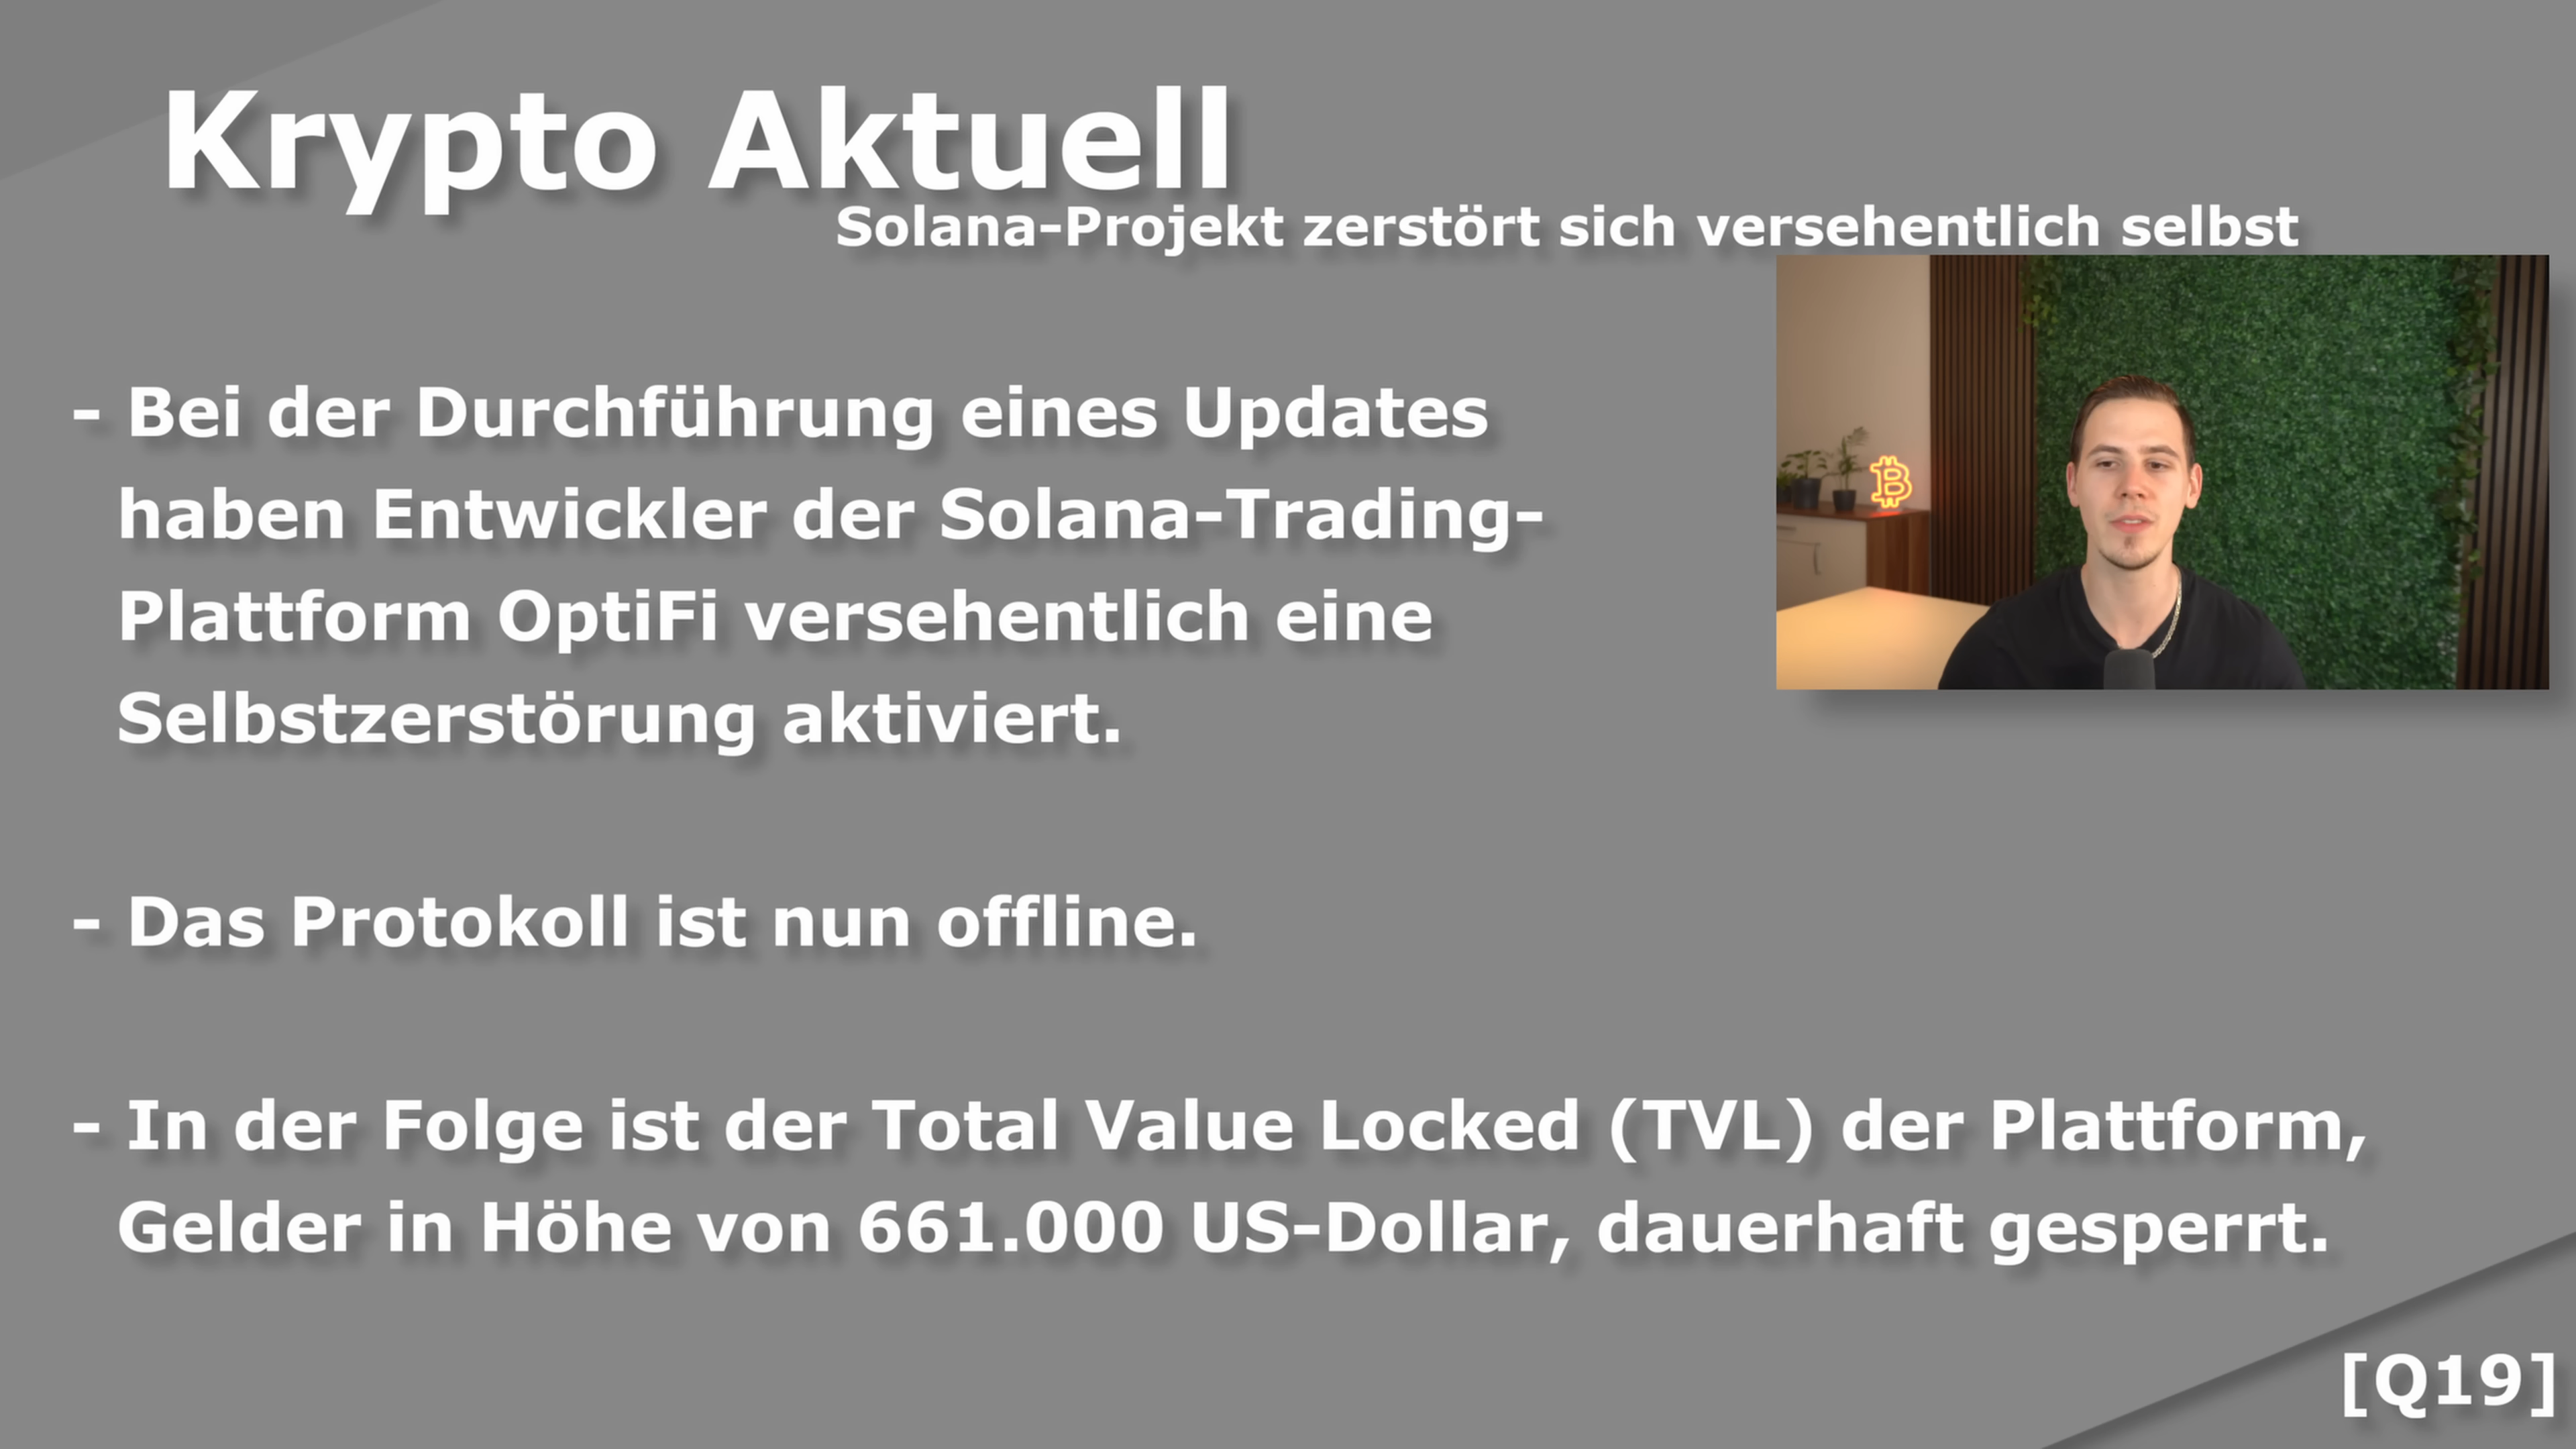 Krypto Aktuell
Solana-Projekt zerstört sich versehentlich selbst
- Bei der Durchführung eines Updates
haben Entwickler der Solana-Trading-
Plattform OptiFi versehentlich eine
Selbstzerstörung aktiviert.
- Das Protokoll ist nun offline.
- In der Folge ist der Total Value Locked (TVL) der Plattform,
Gelder in Höhe von 661.000 US-Dollar, dauerhaft gesperrt.
[Q19]